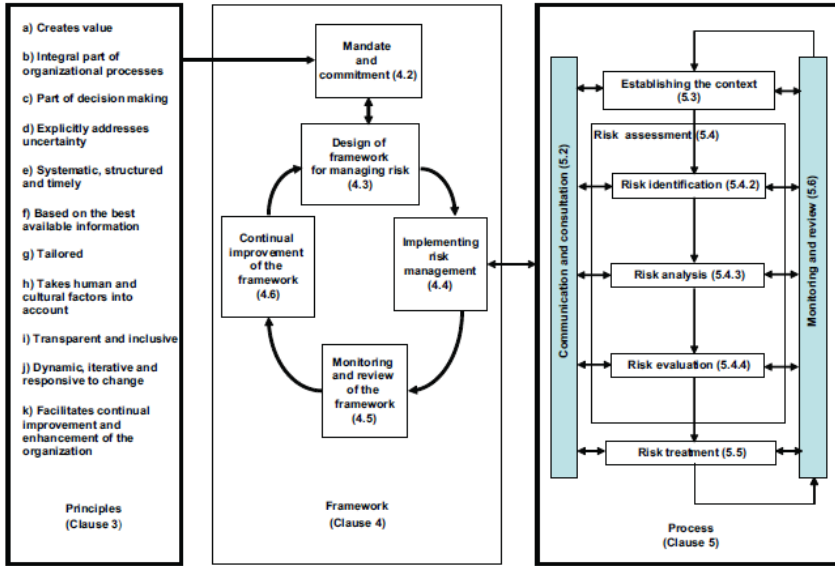 a) Creates value
b) Integral part of
organizational processes
c) Part of decision making
d) Explicitly addresses
uncertainty
e) Systematic, structured
and timely
f) Based on the best
available information
g) Tailored
h) Takes human and
cultural factors into
account
i) Transparent and inclusive
j) Dynamic, iterative and
responsive to change
k) Facilitates continual
improvement and
enhancement of the
organization
Principles
(Clause 3)
Mandate
and
commitment (4.2)
Design of
framework
for managing risk
(4.3)
Continual
improvement
of the
framework
(4.6)
Implementing
risk
management
(4.4)
Monitoring
and review
of the
framework
(4.5)
Framework
(Clause 4)
Communication and consultation (5.2)
Establishing the context
(5.3)
Risk assessment (5.4)
Risk identification (5.4.2)
Risk analysis (5.4.3)
Risk evaluation (5.4.4)
Risk treatment (5.5)
Monitoring and review (5.6)
Process
(Clause 5)